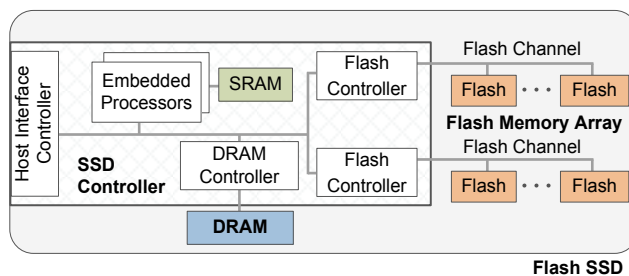 Host Interface
Controller
Embedded
Processors
SRAM
SSD
Controller
DRAM
Controller
DRAM
Flash
Controller
Flash
Controller
Flash Channel
Flash
Flash
Flash Memory Array
Flash Channel
Flash
Flash
Flash SSD